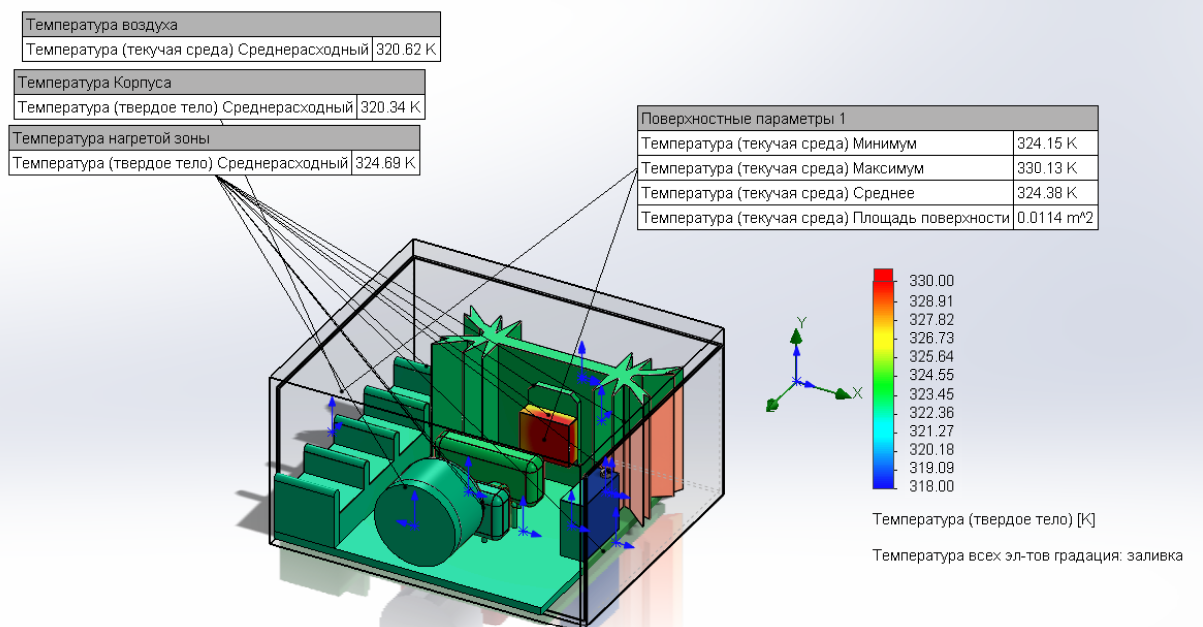 Температура воздуха
Температура (текучая среда) Среднерасходный 320.62 K
Температура Корпуса
Температура (твердое тело) Среднерасходный 320.34 K
Температура нагретой зоны
Температура (твердое тело) Среднерасходный 324.69 K
Поверхностные параметры 1
Температура (текучая среда) Минимум 324.15 K
Температура (текучая среда) Максимум 330.13 K
Температура (текучая среда) Среднее 324.38 K
Температура (текучая среда) Площадь поверхности 0.0114 m^2
330.00
328.91
327.82
326.73
325.64
324.55
323.45
322.36
321.27
320.18
319.09
318.00
Y
X
Температура (твердое тело) [K]
Температура всех эл-тов градация: заливка